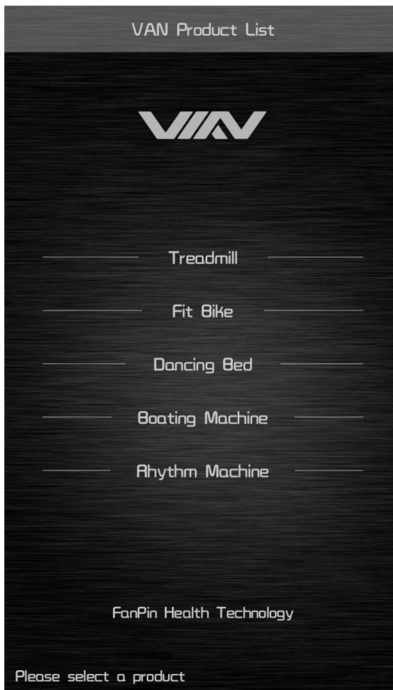 VAN Product List
VAN
Treadmill
Fit Bike
Dancing Bed
Boating Machine
Rhythm Machine
FanPin Health Technology
Please select a product